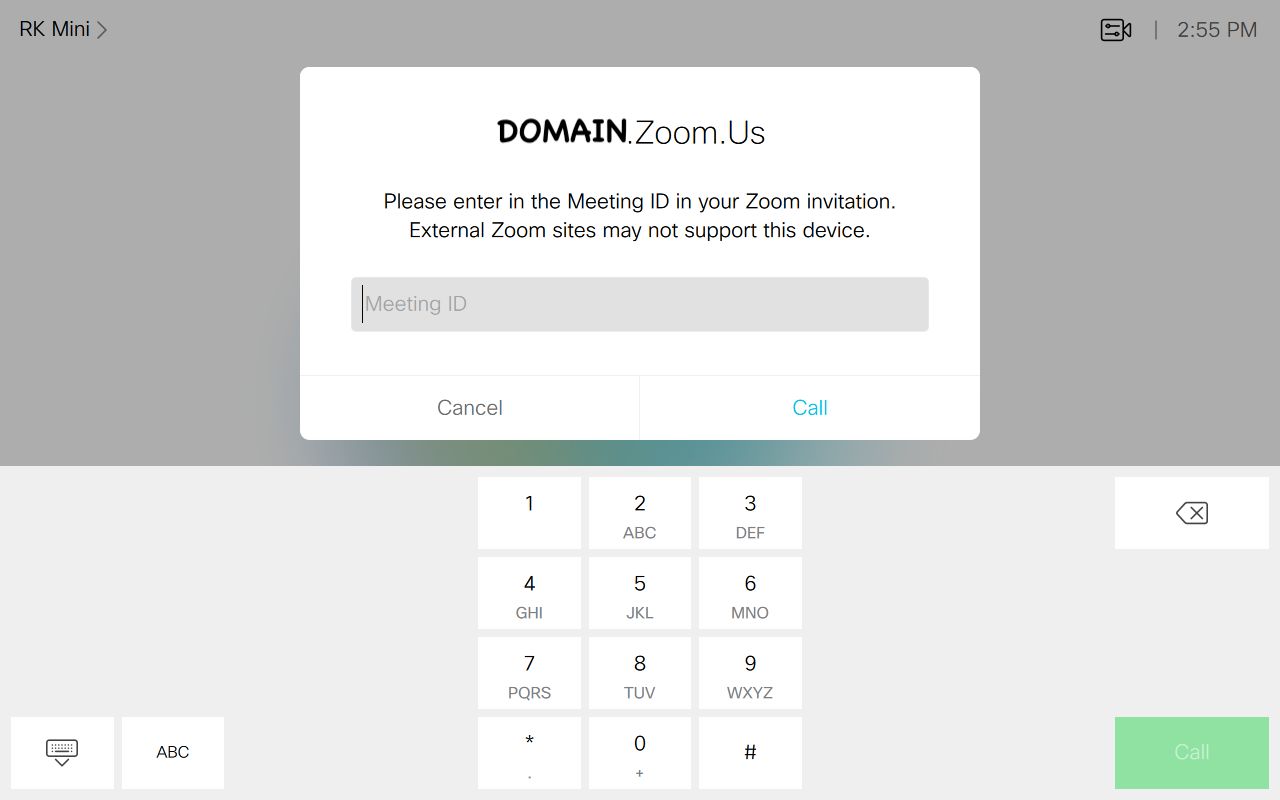 RK Mini
2:55 PM
DOMAIN.Zoom.Us
Please enter in the Meeting ID in your Zoom invitation.
External Zoom sites may not support this device.
Meeting ID
Cancel
Call
1
2
3
ABC
DEF
4
5
6
GHI
JKL
MNO
7
8
9
PQRS
TUV
WXYZ
ABC
*
0
#
.
+
Call